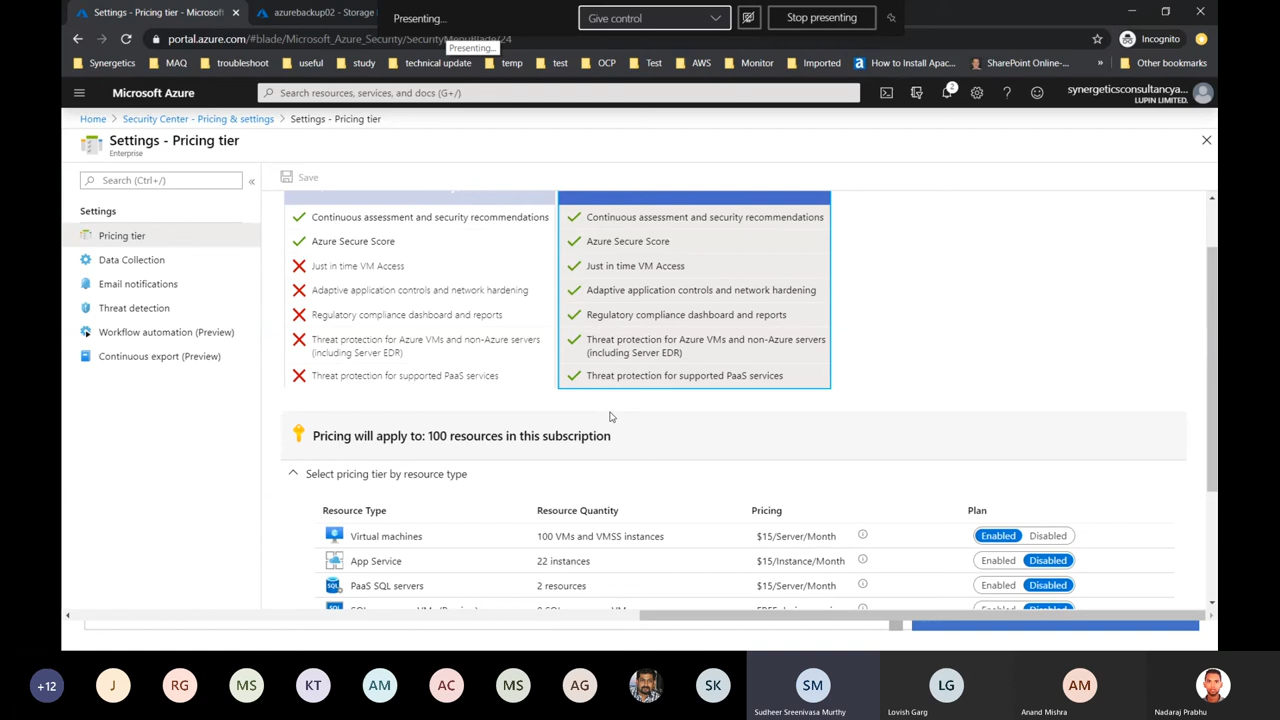 Settings - Pricing tier - Microsoft
azurebackup02 - Storage
Presenting...
Give control
Stop presenting
portal.azure.com/#blade/Microsoft_Azure_Security/SecurityMenuBlade/24
Presenting...
Incognito
Synergetics
MAQ
troubleshoot
useful
study
technical update
temp
test
OCP
Test
AWS
Monitor
Imported
How to Install Apac...
SharePoint Online-...
»
Other bookmarks
Microsoft Azure
Search resources, services, and docs (G+/)
2
synergeticsconsultancya...
LUPIN LIMITED.
Home > Security Center - Pricing & settings > Settings - Pricing tier
Settings - Pricing tier
Enterprise
Search (Ctrl+/)
«
Save
Settings
Pricing tier
Data Collection
Email notifications
Threat detection
Workflow automation (Preview)
Continuous export (Preview)
Continuous assessment and security recommendations
Azure Secure Score
Just in time VM Access
Adaptive application controls and network hardening
Regulatory compliance dashboard and reports
Threat protection for Azure VMs and non-Azure servers
(including Server EDR)
Threat protection for supported PaaS services
Continuous assessment and security recommendations
Azure Secure Score
Just in time VM Access
Adaptive application controls and network hardening
Regulatory compliance dashboard and reports
Threat protection for Azure VMs and non-Azure servers
(including Server EDR)
Threat protection for supported PaaS services
Pricing will apply to: 100 resources in this subscription
Select pricing tier by resource type
Resource Type Resource Quantity Pricing Plan
Virtual machines 100 VMs and VMSS instances $15/Server/Month Enabled Disabled
App Service 22 instances $15/Instance/Month Enabled Disabled
SQL PaaS SQL servers 2 resources $15/Server/Month Enabled Disabled
Enabled Disabled
+12
J
RG
MS
KT
AM
AC
MS
AG
SK
SM
LG
AM
Sudheer Sreenivasa Murthy
Lovish Garg
Anand Mishra
Nadaraj Prabhu